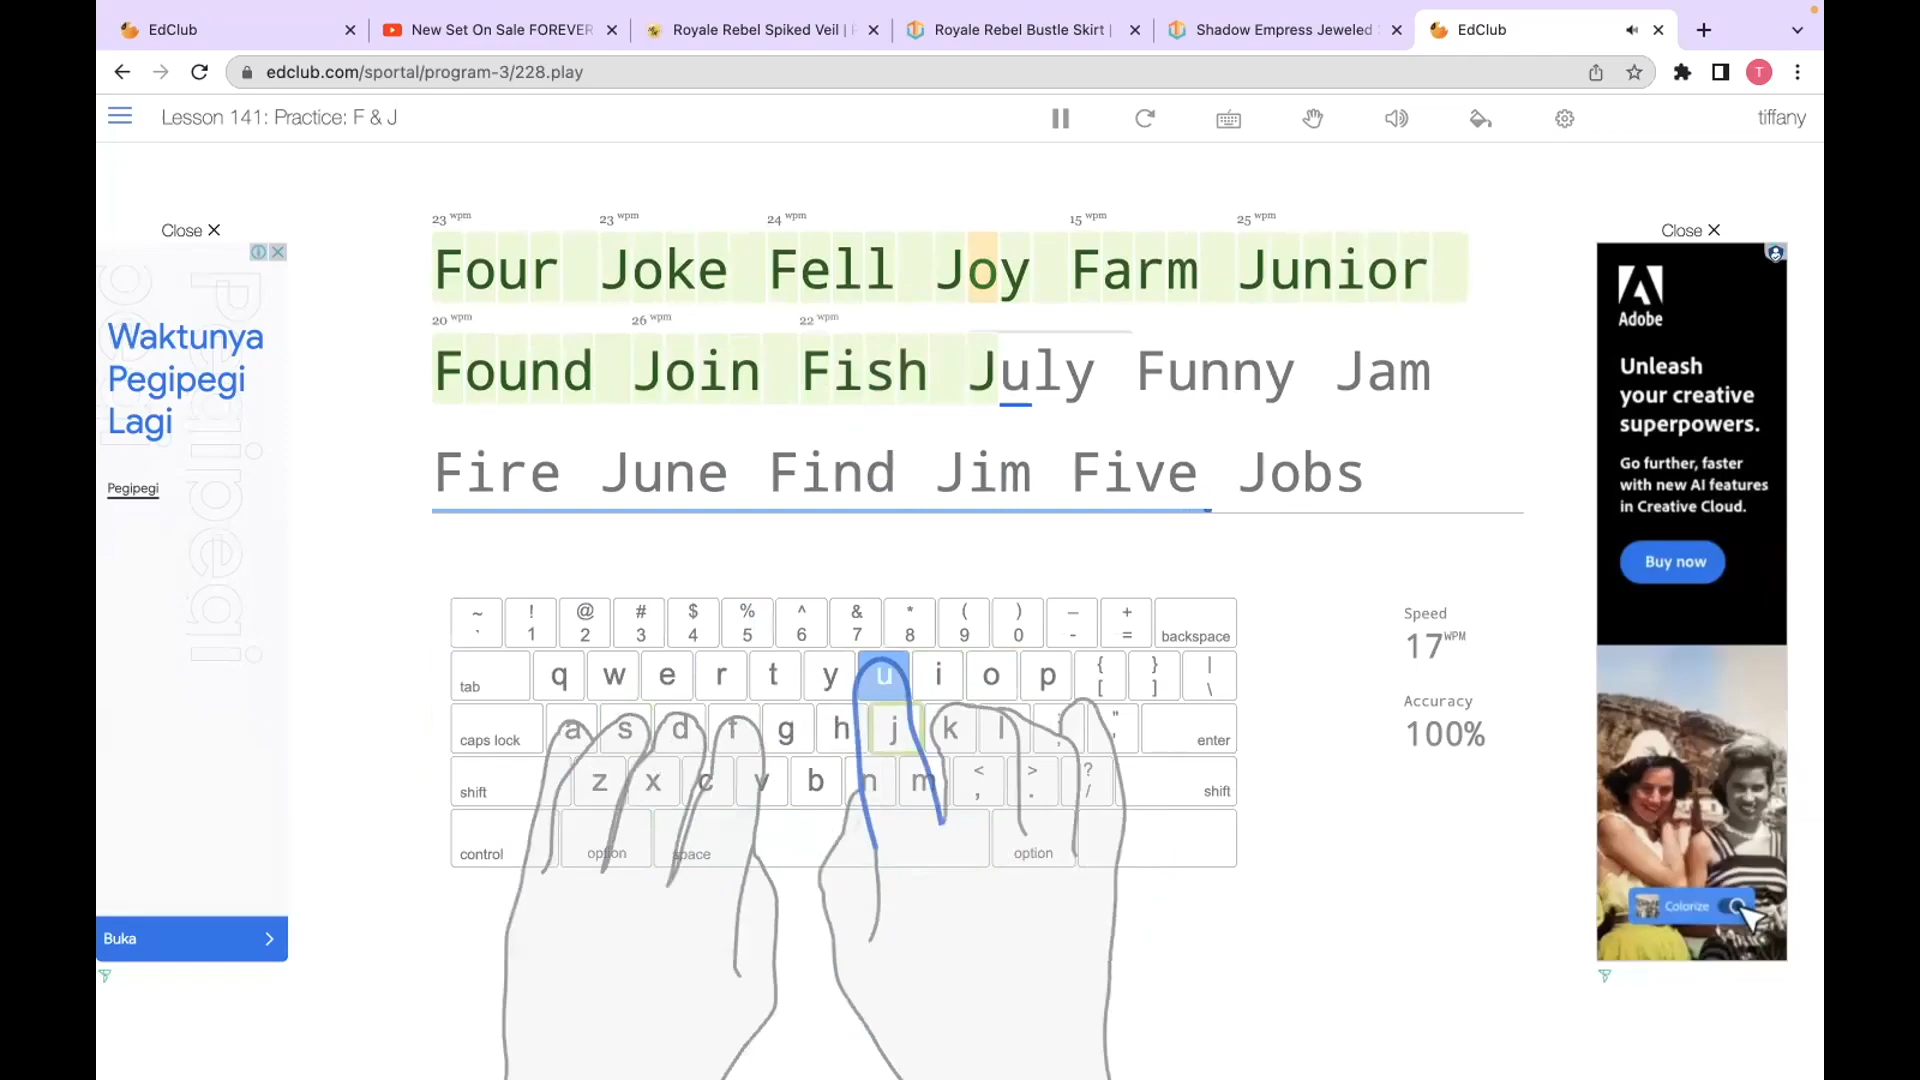 EdClub
New Set On Sale FOREVER
Royale Rebel Spiked Veil |
Royale Rebel Bustle Skirt |
Shadow Empress Jeweled
EdClub
edclub.com/sportal/program-3/228.play
T
Lesson 141: Practice: F & J
tiffany
Close
Waktunya
Pegipegi
Lagi
Pegipegi
Buka
23 wpm 23 wpm 24 wpm 15 wpm 25 wpm
Four Joke Fell Joy Farm Junior
20 wpm 26 wpm 22 wpm
Found Join Fish July Funny Jam
Fire June Find Jim Five Jobs
~ ! @ # $ % ^ & * ( ) – +
` 1 2 3 4 5 6 7 8 9 0 - = backspace
tab q w e r t y u i o p { [ } ] | \
caps lock a s d f g h j k l ; " ' enter
shift z x c v b n m < , > . ? / shift
control option space option
Speed
17 WPM
Accuracy
100%
Close
Adobe
Unleash
your creative
superpowers.
Go further, faster
with new AI features
in Creative Cloud.
Buy now
Colorize